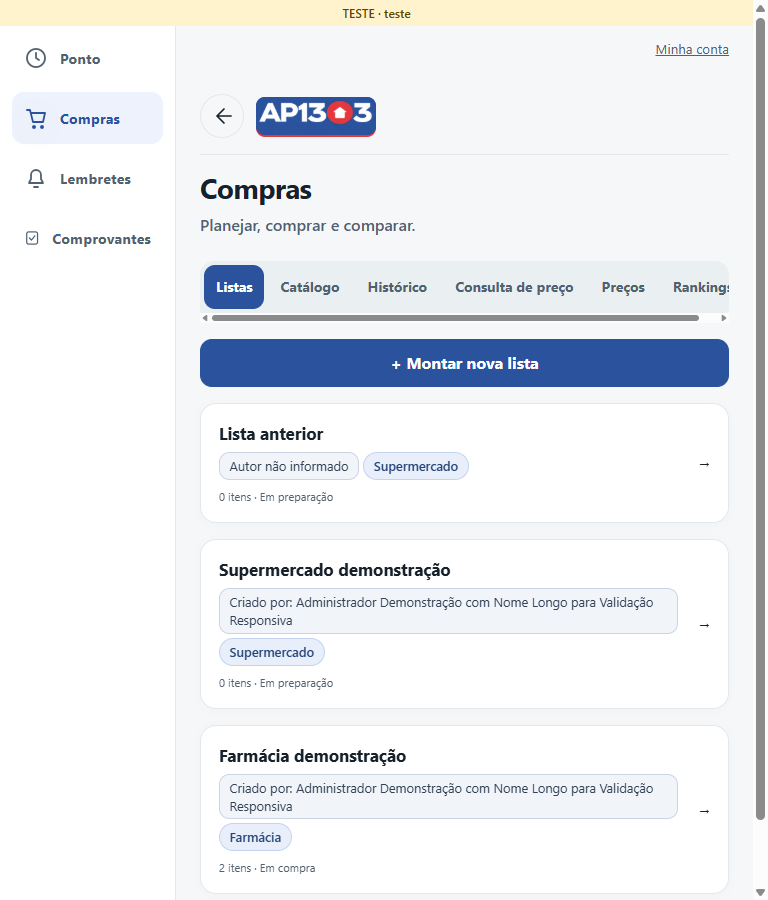 TESTE · teste
Minha conta
Ponto
Compras
Lembretes
Comprovantes
AP1303
Compras
Planejar, comprar e comparar.
Listas Catálogo Histórico Consulta de preço Preços Rankings
+ Montar nova lista
Lista anterior
Autor não informado Supermercado
0 itens · Em preparação
→
Supermercado demonstração
Criado por: Administrador Demonstração com Nome Longo para Validação
Responsiva
→
Supermercado
0 itens · Em preparação
Farmácia demonstração
Criado por: Administrador Demonstração com Nome Longo para Validação
Responsiva
→
Farmácia
2 itens · Em compra